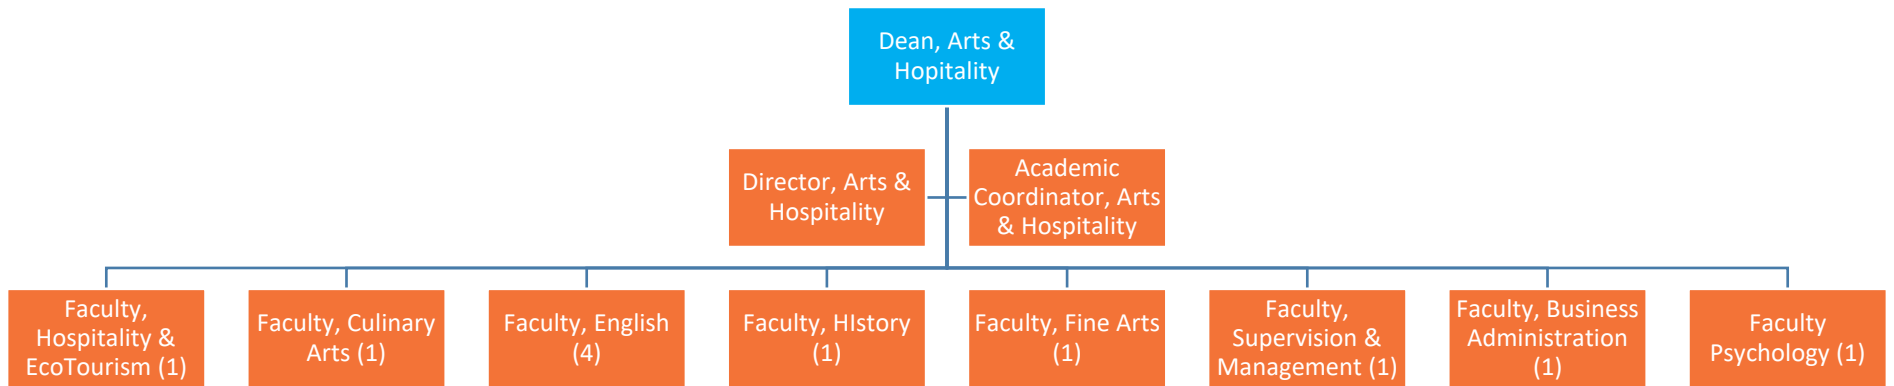 Dean, Arts &
Hopitality
Director, Arts &
Hospitality
Academic
Coordinator, Arts
& Hospitality
Faculty,
Hospitality &
EcoTourism (1)
Faculty, Culinary
Arts (1)
Faculty, English
(4)
Faculty, HIstory
(1)
Faculty, Fine Arts
(1)
Faculty,
Supervision &
Management (1)
Faculty, Business
Administration
(1)
Faculty
Psychology (1)